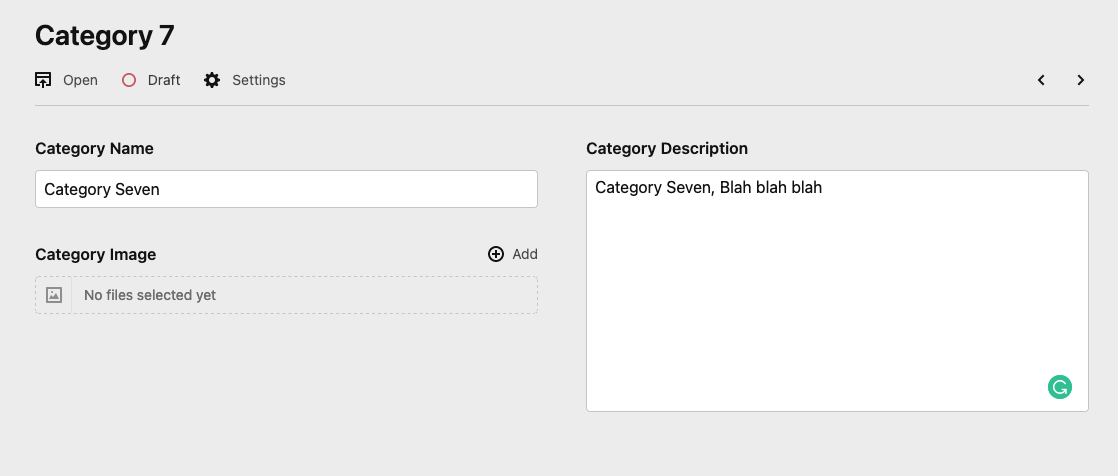 Category 7
Open Draft Settings
Category Name
Category Seven
Category Image Add
No files selected yet
Category Description
Category Seven, Blah blah blah